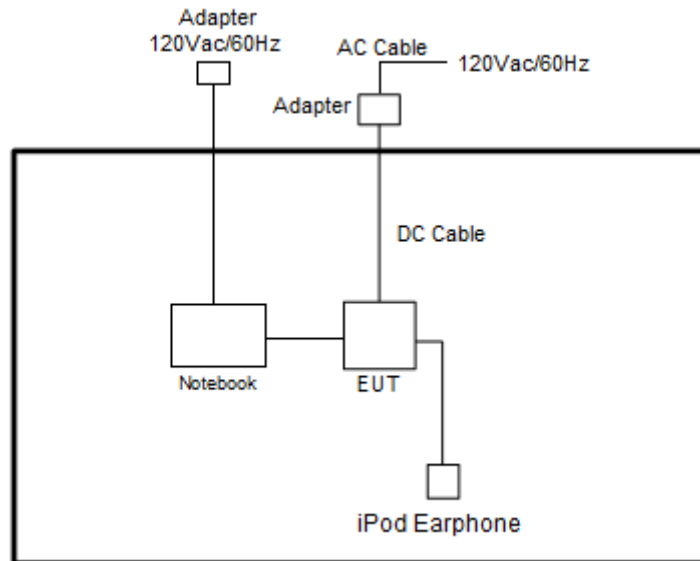 Adapter
120Vac/60Hz
AC Cable
120Vac/60Hz
Adapter
DC Cable
Notebook
EUT
iPod Earphone